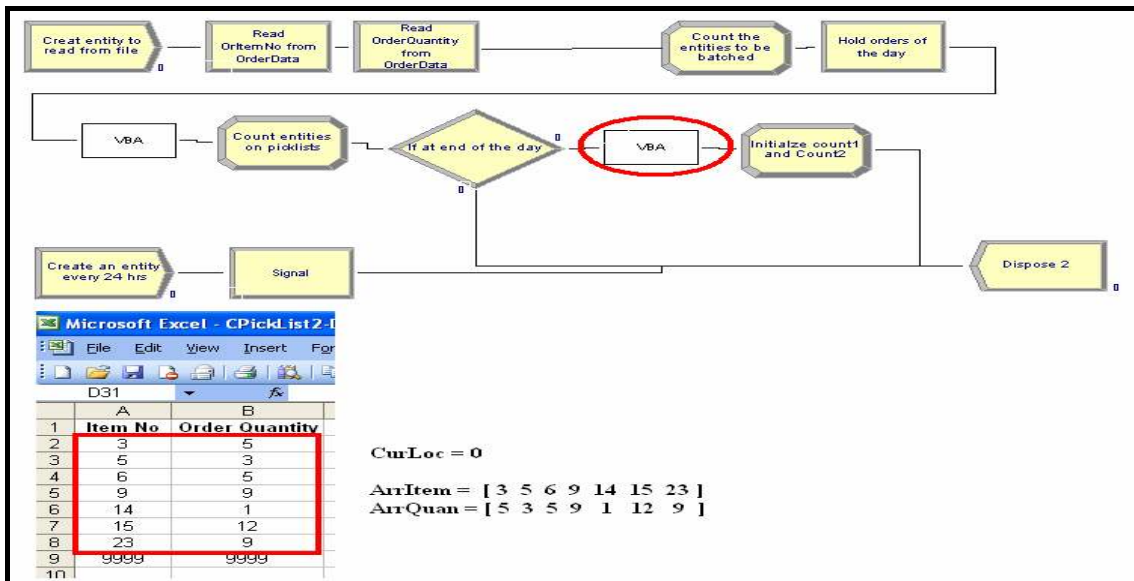 Creat entity to
read from file
Read
OrItemNo from
OrderData
Read
OrderQuantity
from
OrderData
Count the
entities to be
batched
Hold orders of
the day
VBA
Count entities
on picklists
If at end of the day
VBA
Initialze count1
and Count2
Create an entity
every 24 hrs
Signal
Dispose 2
Microsoft Excel - CPickList2-
File Edit View Insert For
D31 fx
A B
1 Item No Order Quantity
2 3 5
3 5 3
4 6 5
5 9 9
6 14 1
7 15 12
8 23 9
9 9999 9999
10
CurLoc = 0
ArrItem = [ 3 5 6 9 14 15 23 ]
ArrQuan = [ 5 3 5 9 1 12 9 ]